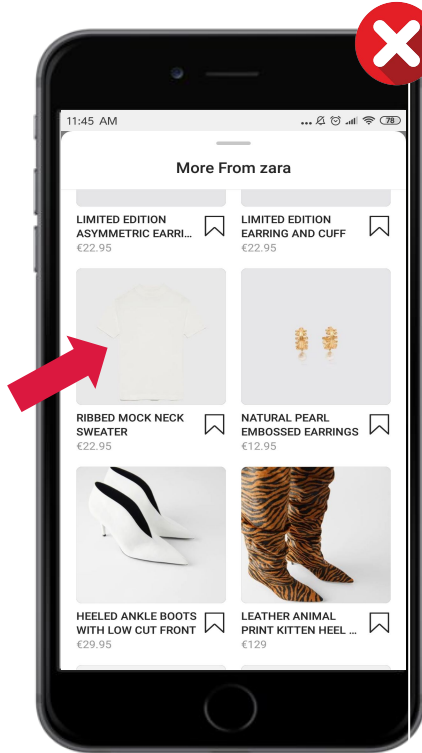 11:45 AM
78
More From zara
LIMITED EDITION
ASYMMETRIC EARRI...
€22.95
LIMITED EDITION
EARRING AND CUFF
€22.95
RIBBED MOCK NECK
SWEATER
€22.95
NATURAL PEARL
EMBOSSED EARRINGS
€12.95
HEELED ANKLE BOOTS
WITH LOW CUT FRONT
€29.95
LEATHER ANIMAL
PRINT KITTEN HEEL ...
€129